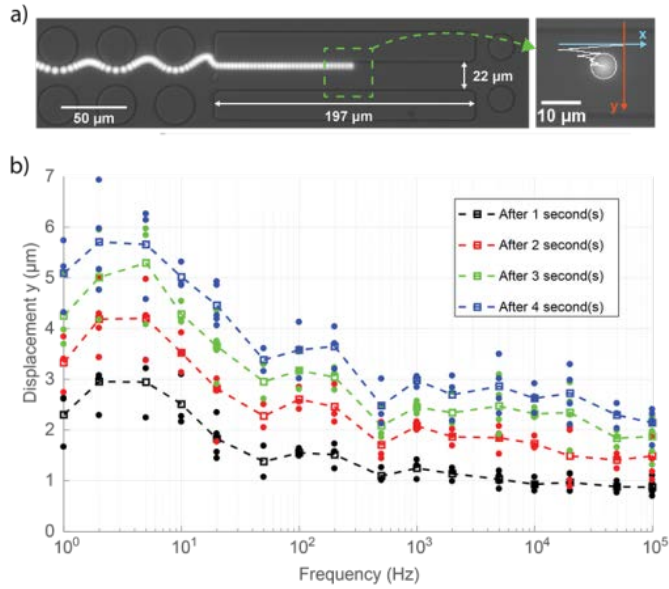 a)
x
22 µm
y
50 µm
197 µm
10 µm
b)
7
6
5
4
3
2
1
0
Displacement y (µm)
After 1 second(s)
After 2 second(s)
After 3 second(s)
After 4 second(s)
10⁰
10¹
10²
10³
10⁴
10⁵
Frequency (Hz)